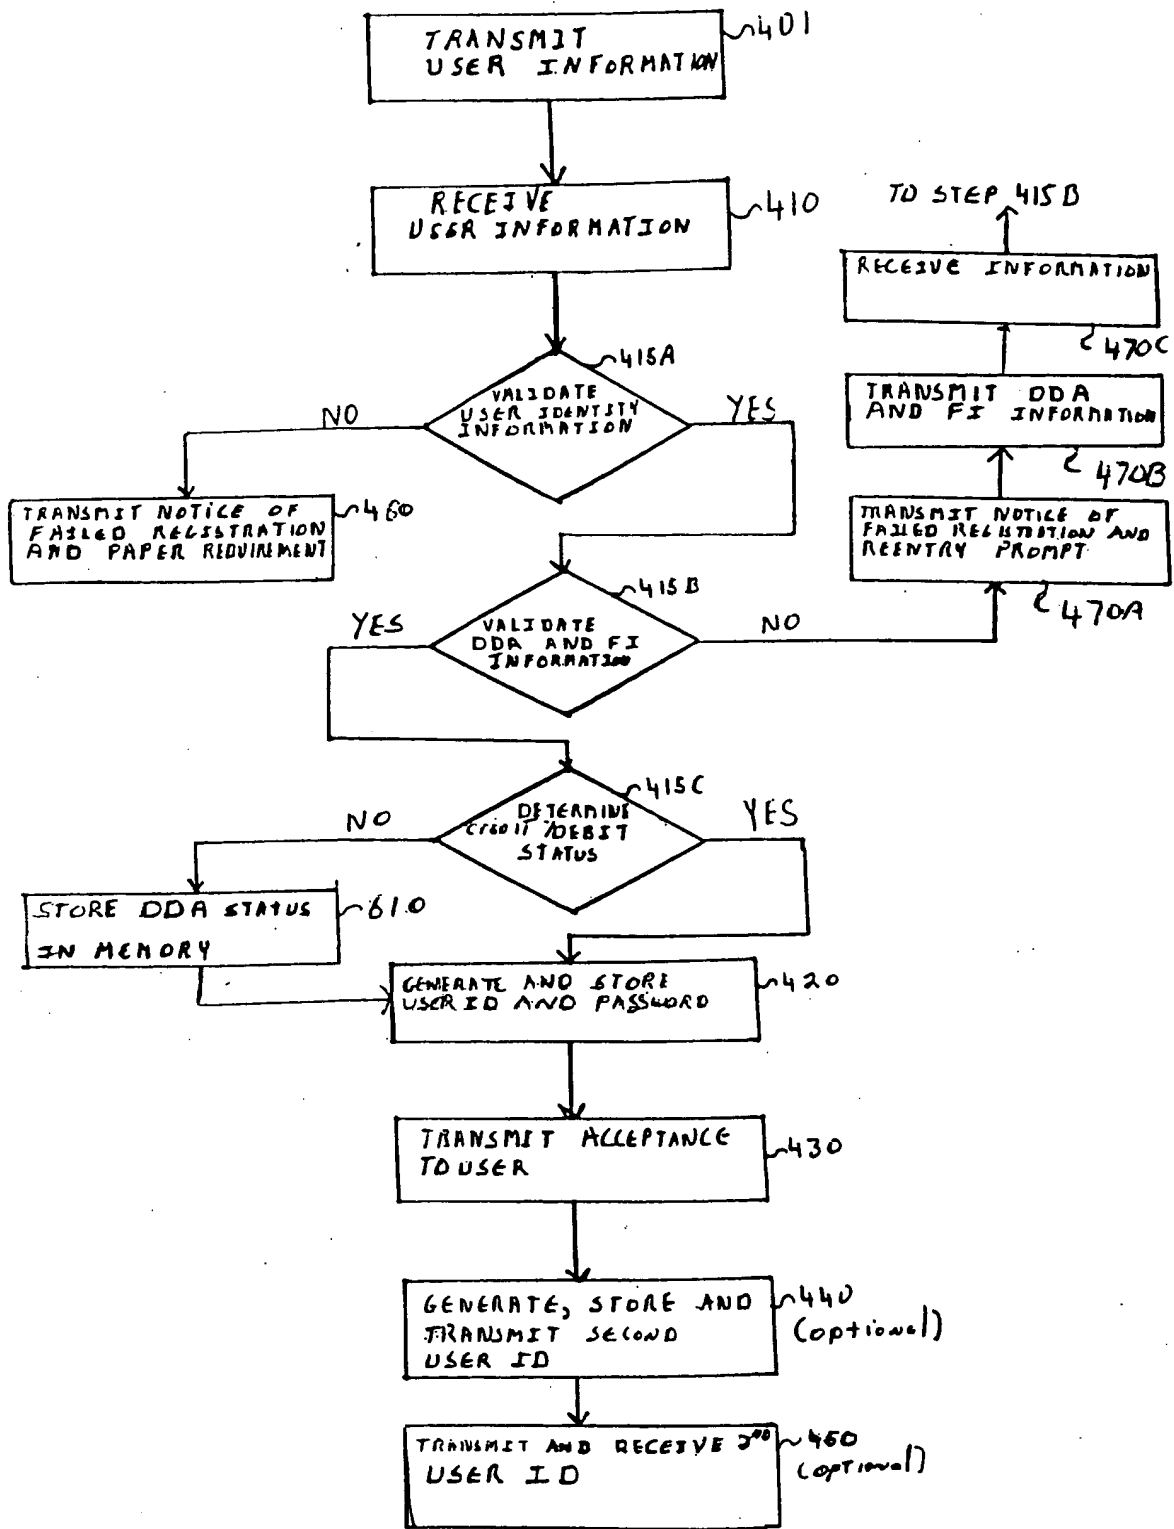 TRANSMIT
USER INFORMATION
401
RECEIVE
USER INFORMATION
410
TO STEP 415B
RECEIVE INFORMATION
470C
TRANSMIT DDA
AND FI INFORMATION
470B
TRANSMIT NOTICE OF
FAILED REGISTRATION AND
REENTRY PROMPT
470A
415A
VALIDATE
USER IDENTITY
INFORMATION
NO
YES
TRANSMIT NOTICE OF
FAILED REGISTRATION
AND PAPER REQUIREMENT
460
415B
VALIDATE
DDA AND FI
INFORMATION
YES
NO
415C
DETERMINE
CREDIT/DEBIT
STATUS
NO
YES
STORE DDA STATUS
IN MEMORY
610
GENERATE AND STORE
USER ID AND PASSWORD
420
TRANSMIT ACCEPTANCE
TO USER
430
GENERATE, STORE AND
TRANSMIT SECOND
USER ID
440
(optional)
TRANSMIT AND RECEIVE 2ND
USER ID
(optional)